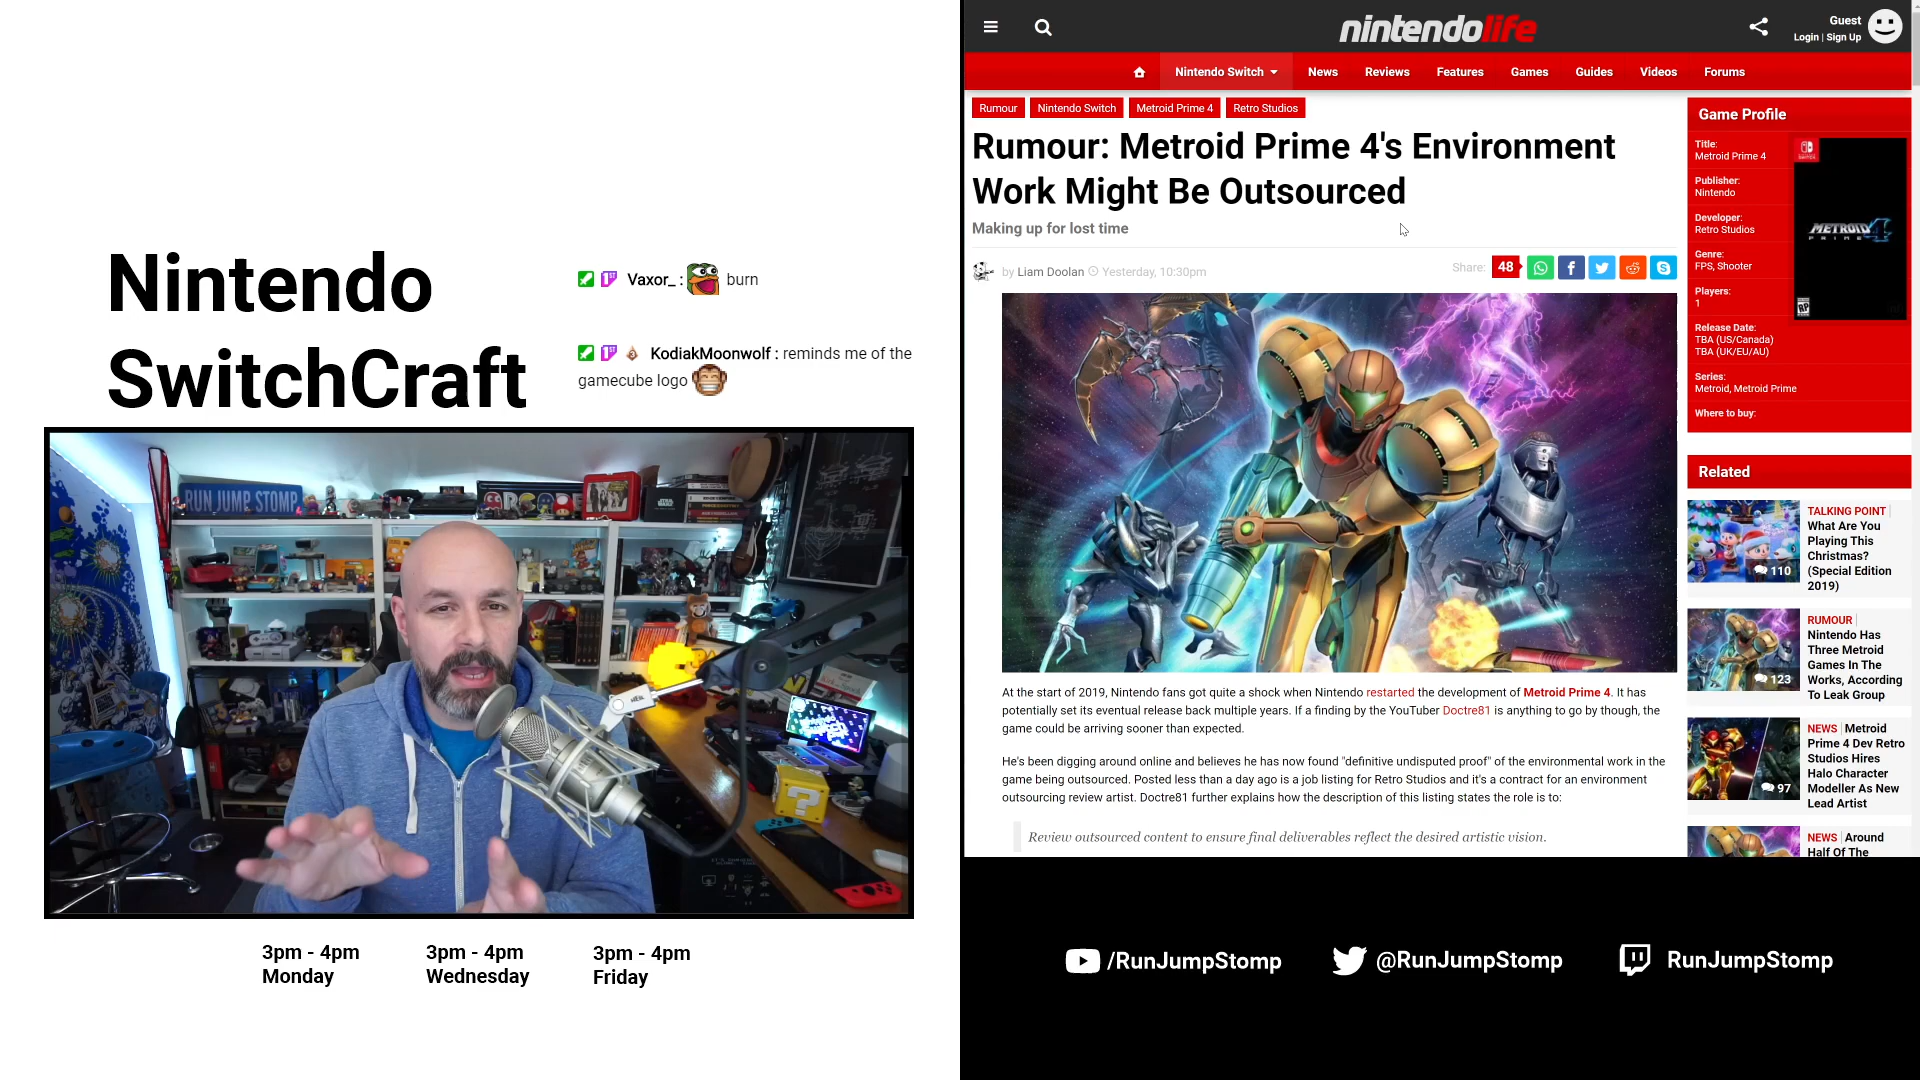 Nintendo
SwitchCraft
Vaxor_ : burn
KodiakMoonwolf : reminds me of the
gamecube logo
RUN JUMP STOMP
3pm - 4pm
Monday
3pm - 4pm
Wednesday
3pm - 4pm
Friday
nintendolife
Guest
Login | Sign Up
Nintendo Switch
News
Reviews
Features
Games
Guides
Videos
Forums
Rumour
Nintendo Switch
Metroid Prime 4
Retro Studios
Rumour: Metroid Prime 4's Environment
Work Might Be Outsourced
Making up for lost time
by Liam Doolan Yesterday, 10:30pm
Share:
48
At the start of 2019, Nintendo fans got quite a shock when Nintendo restarted the development of Metroid Prime 4. It has
potentially set its eventual release back multiple years. If a finding by the YouTuber Doctre81 is anything to go by though, the
game could be arriving sooner than expected.
He's been digging around online and believes he has now found "definitive undisputed proof" of the environmental work in the
game being outsourced. Posted less than a day ago is a job listing for Retro Studios and it's a contract for an environment
outsourcing review artist. Doctre81 further explains how the description of this listing states the role is to:
Review outsourced content to ensure final deliverables reflect the desired artistic vision.
Game Profile
Title:
Metroid Prime 4
Publisher:
Nintendo
Developer:
Retro Studios
Genre:
FPS, Shooter
Players:
1
Release Date:
TBA (US/Canada)
TBA (UK/EU/AU)
Series:
Metroid, Metroid Prime
Where to buy:
METROID 4
PRIME
Related
TALKING POINT
What Are You
Playing This
Christmas?
(Special Edition
2019)
110
RUMOUR
Nintendo Has
Three Metroid
Games In The
Works, According
To Leak Group
123
NEWS Metroid
Prime 4 Dev Retro
Studios Hires
Halo Character
Modeller As New
Lead Artist
97
NEWS Around
Half Of The
/RunJumpStomp
@RunJumpStomp
RunJumpStomp